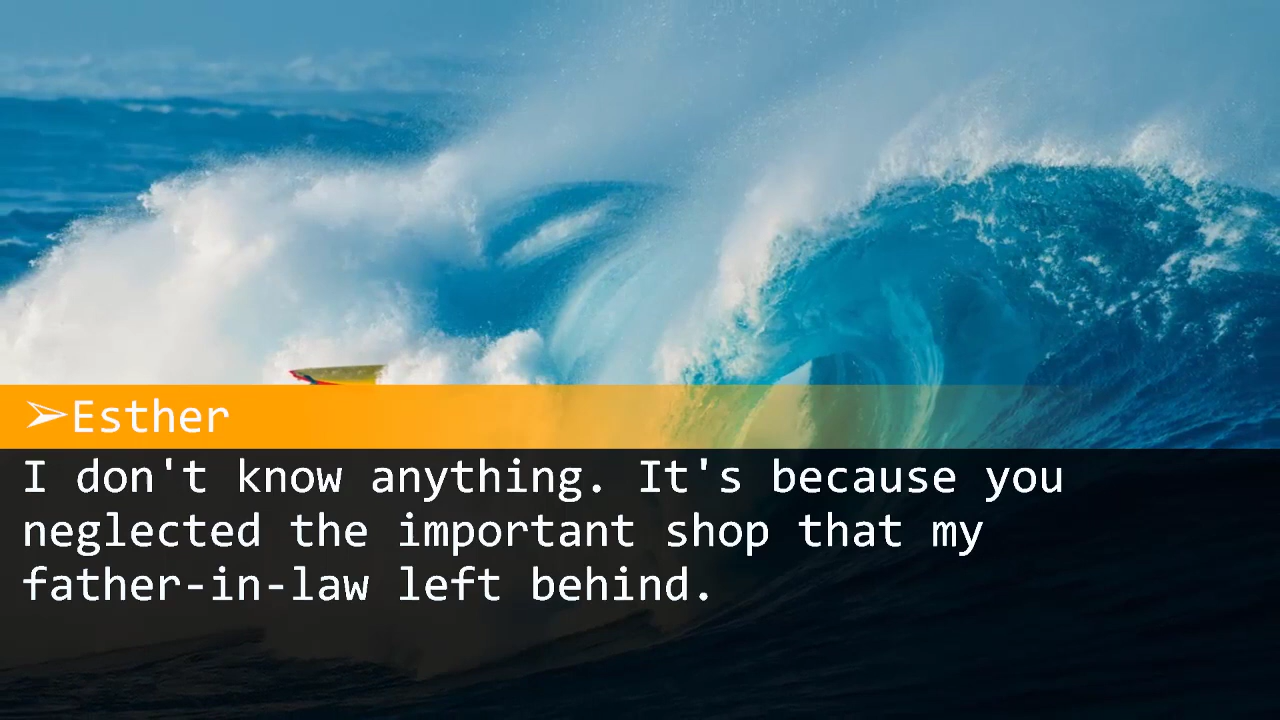 ➢Esther
I don't know anything. It's because you
neglected the important shop that my
father-in-law left behind.